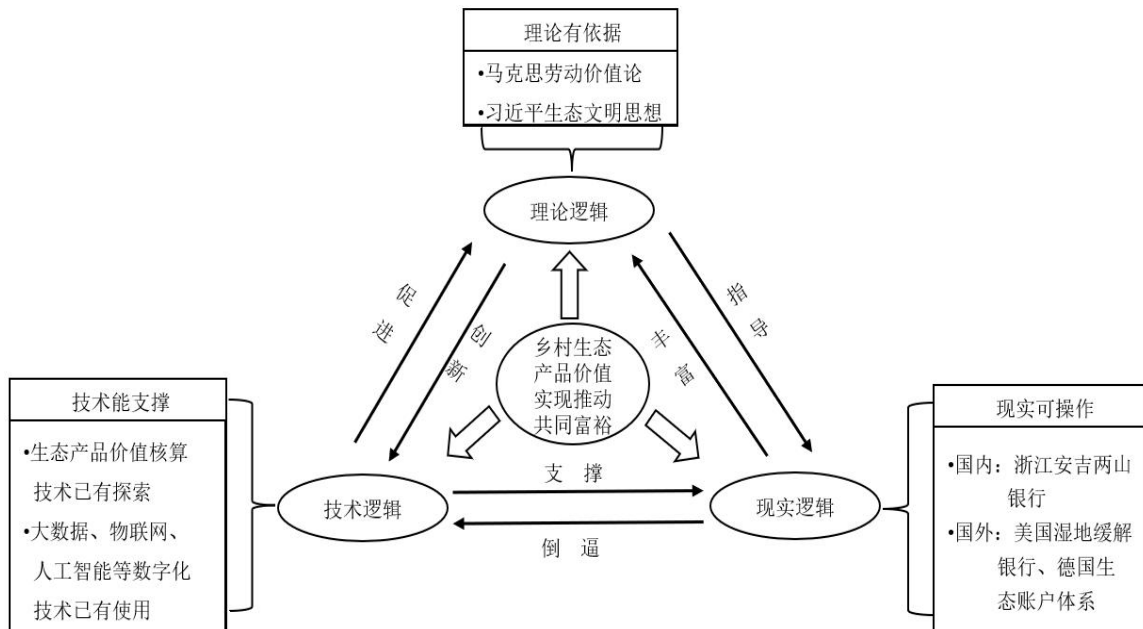 理论有依据
•马克思劳动价值论
•习近平生态文明思想
理论逻辑
促进
创新
丰富
指导
乡村生态
产品价值
实现推动
共同富裕
技术能支撑
•生态产品价值核算
技术已有探索
•大数据、物联网、
人工智能等数字化
技术已有使用
技术逻辑
支撑
倒逼
现实逻辑
现实可操作
•国内：浙江安吉两山
银行
•国外：美国湿地缓解
银行、德国生
态账户体系